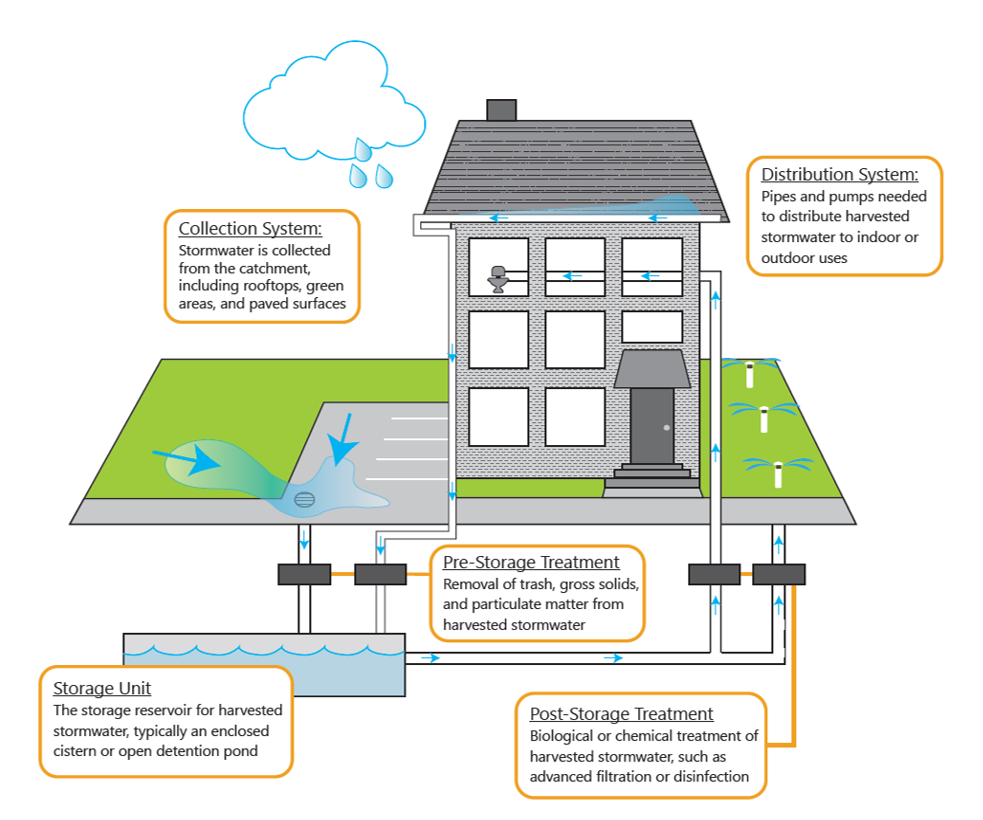 Distribution System:
Pipes and pumps needed
to distribute harvested
stormwater to indoor or
outdoor uses
Collection System:
Stormwater is collected
from the catchment,
including rooftops, green
areas, and paved surfaces
Pre-Storage Treatment
Removal of trash, gross solids,
and particulate matter from
harvested stormwater
Storage Unit
The storage reservoir for harvested
stormwater, typically an enclosed
cistern or open detention pond
Post-Storage Treatment
Biological or chemical treatment of
harvested stormwater, such as
advanced filtration or disinfection